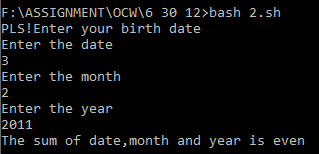 F:\ASSIGNMENT\OCW\6 30 12>bash 2.sh
PLS!Enter your birth date
Enter the date
3
Enter the month
2
Enter the year
2011
The sum of date,month and year is even